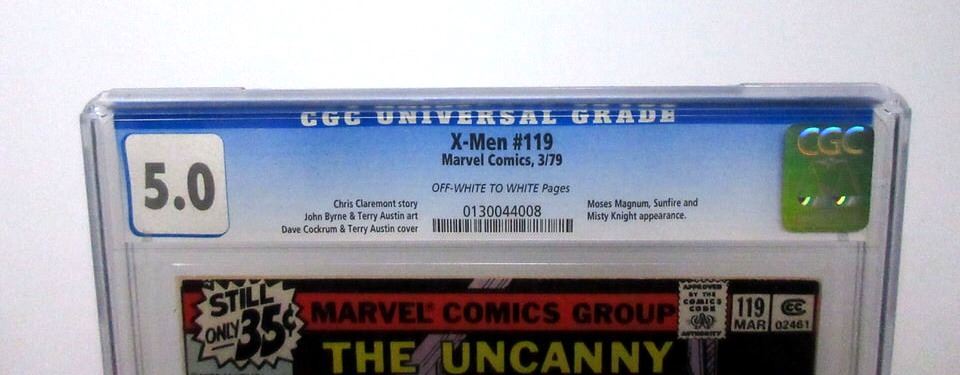 CGC UNIVERSAL GRADE
5.0
X-Men #119
Marvel Comics, 3/79
OFF-WHITE TO WHITE Pages
Chris Claremont story
John Byrne & Terry Austin art
Dave Cockrum & Terry Austin cover
0130044008
Moses Magnum, Sunfire and
Misty Knight appearance.
CGC
STILL
ONLY 35¢
MARVEL COMICS GROUP
APPROVED
BY THE
COMICS
CODE
AUTHORITY
119
MAR
CC
02461
THE UNCANNY